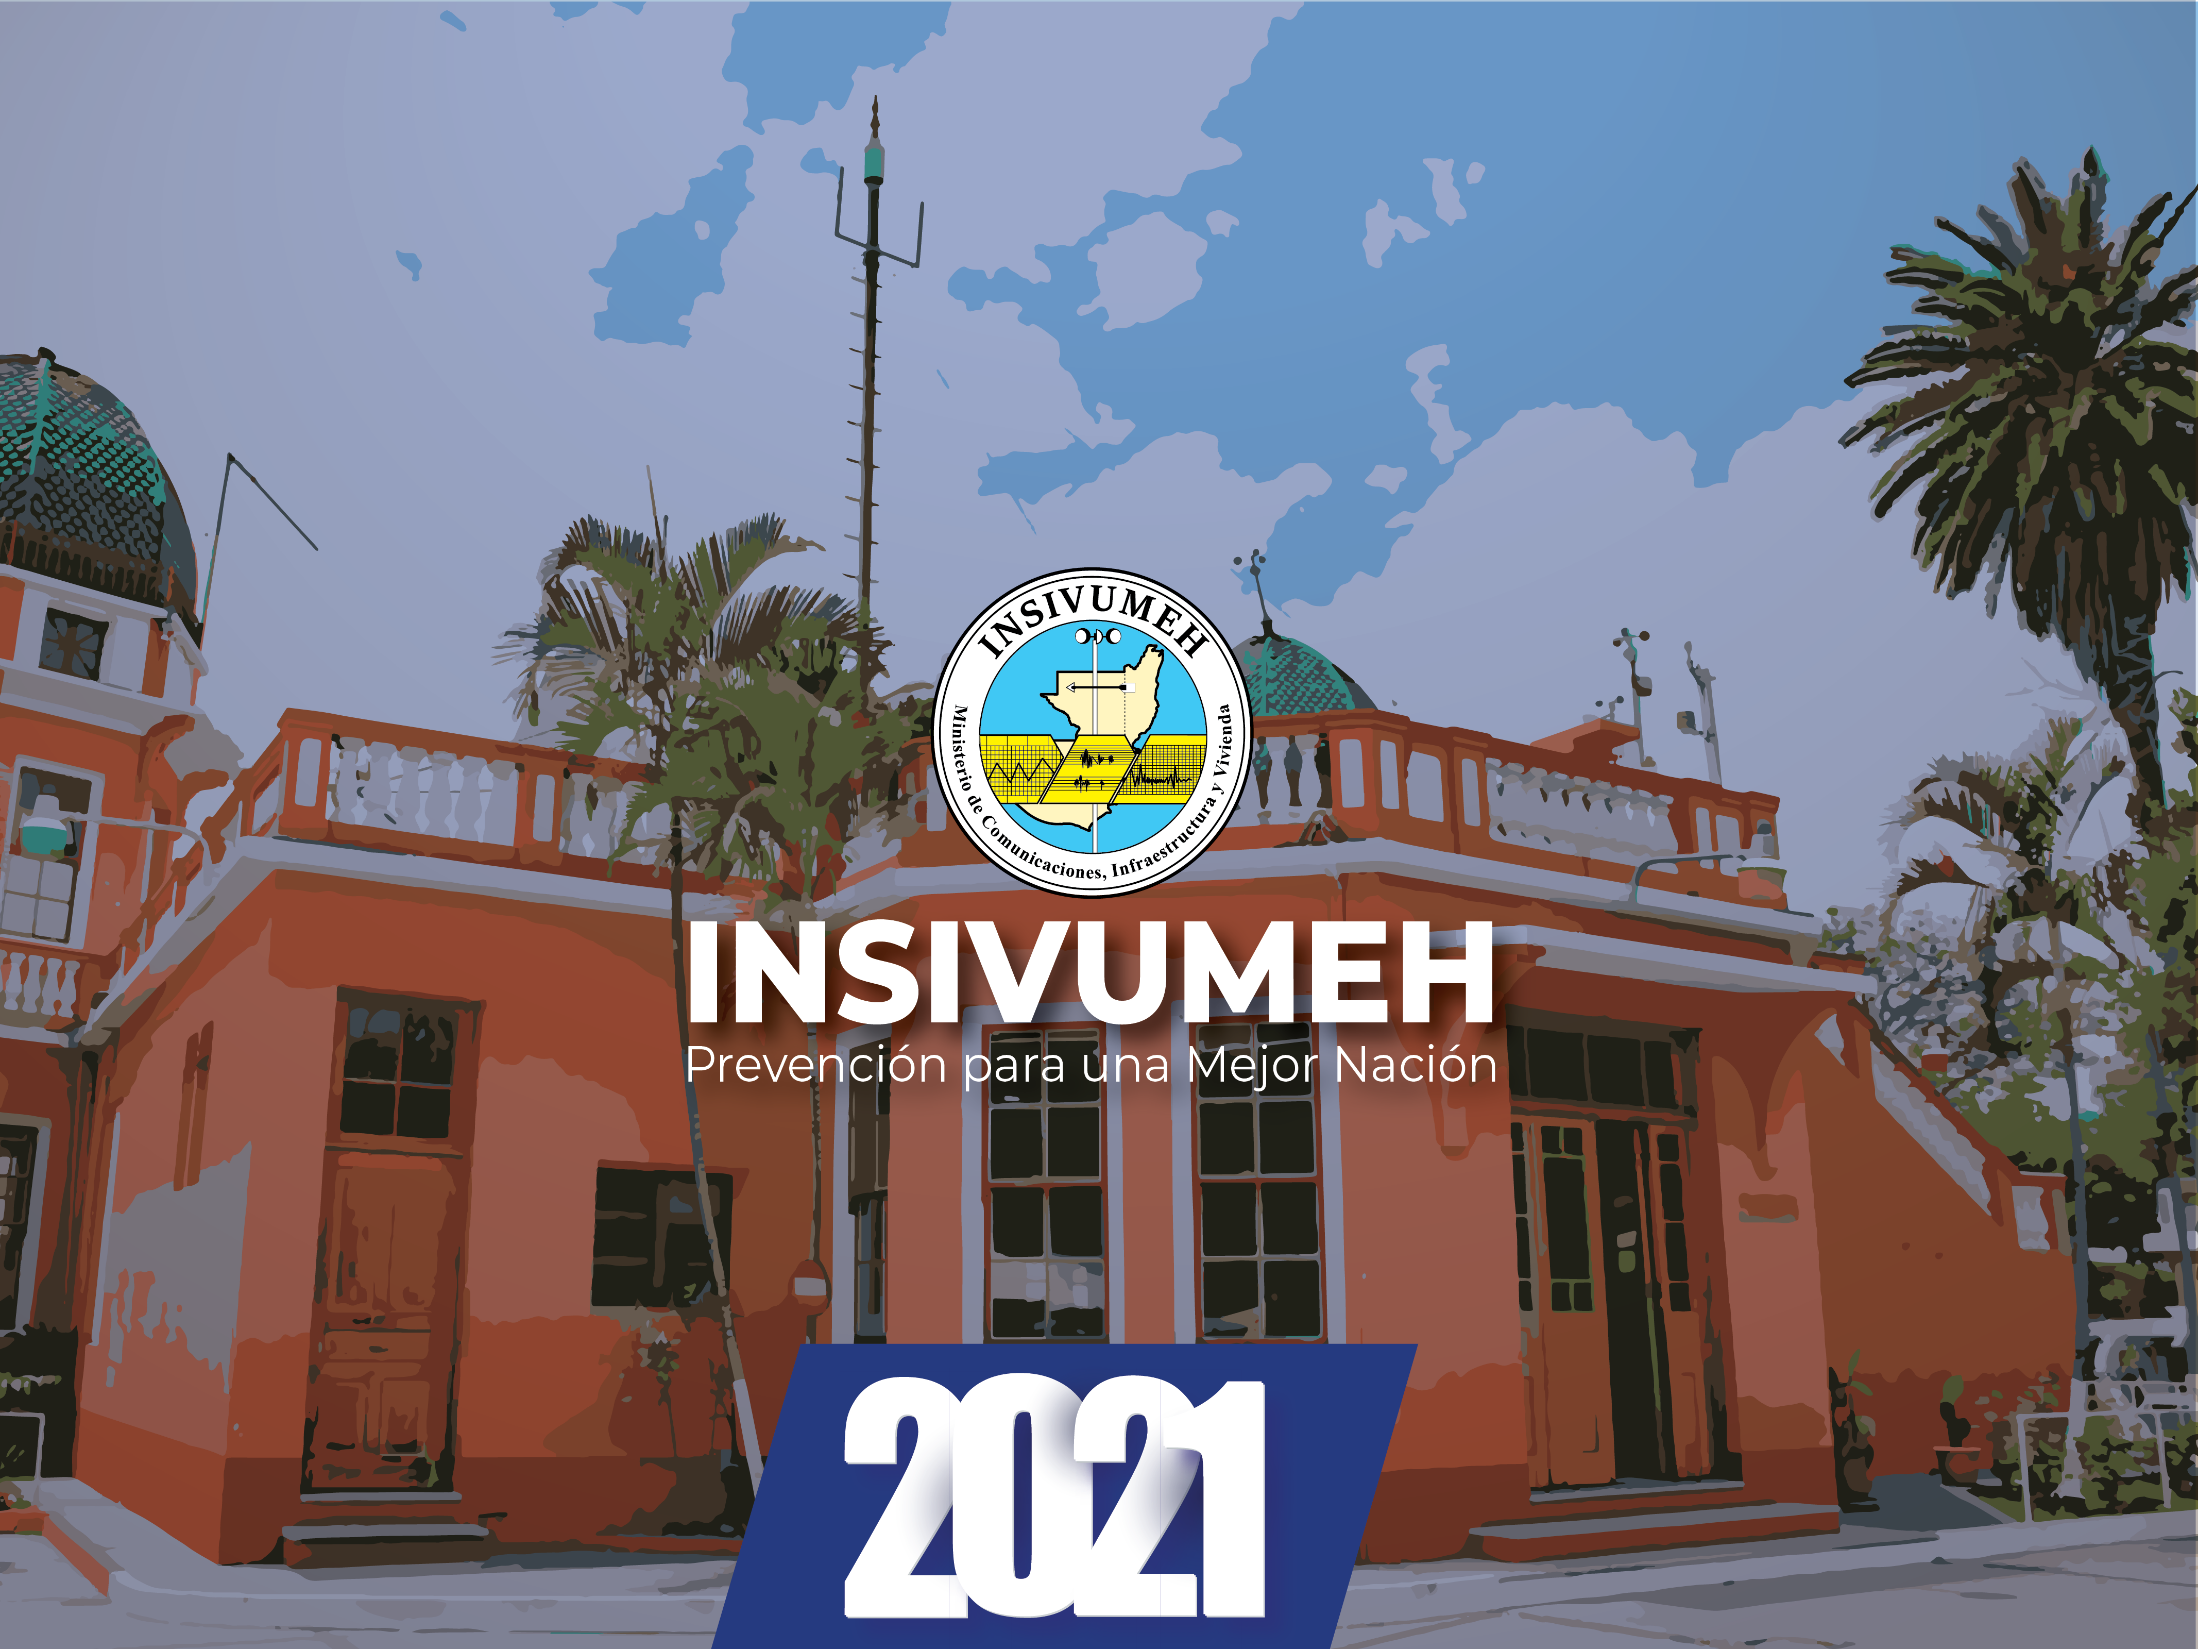 INSIVUMEH
Ministerio de Comunicaciones, Infraestructura y Vivienda
INSIVUMEH
Prevención para una Mejor Nación
2021